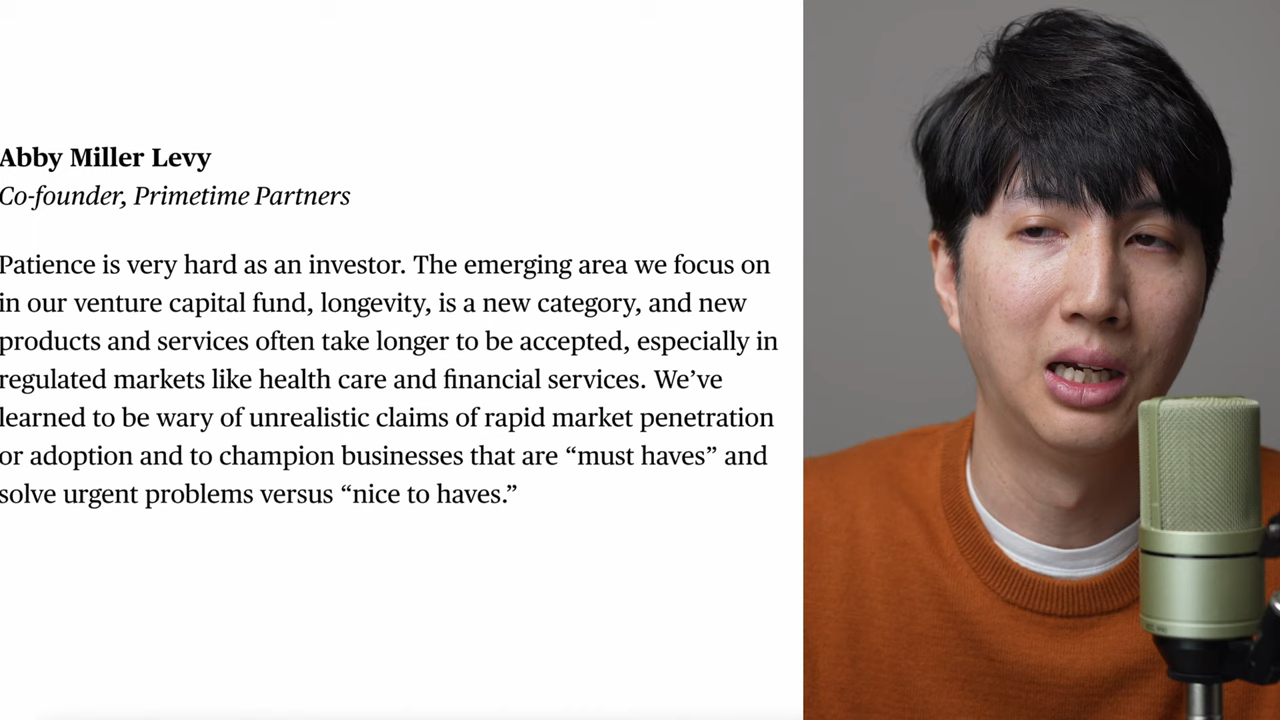 Abby Miller Levy
Co-founder, Primetime Partners
Patience is very hard as an investor. The emerging area we focus on
in our venture capital fund, longevity, is a new category, and new
products and services often take longer to be accepted, especially in
regulated markets like health care and financial services. We’ve
learned to be wary of unrealistic claims of rapid market penetration
or adoption and to champion businesses that are “must haves” and
solve urgent problems versus “nice to haves.”